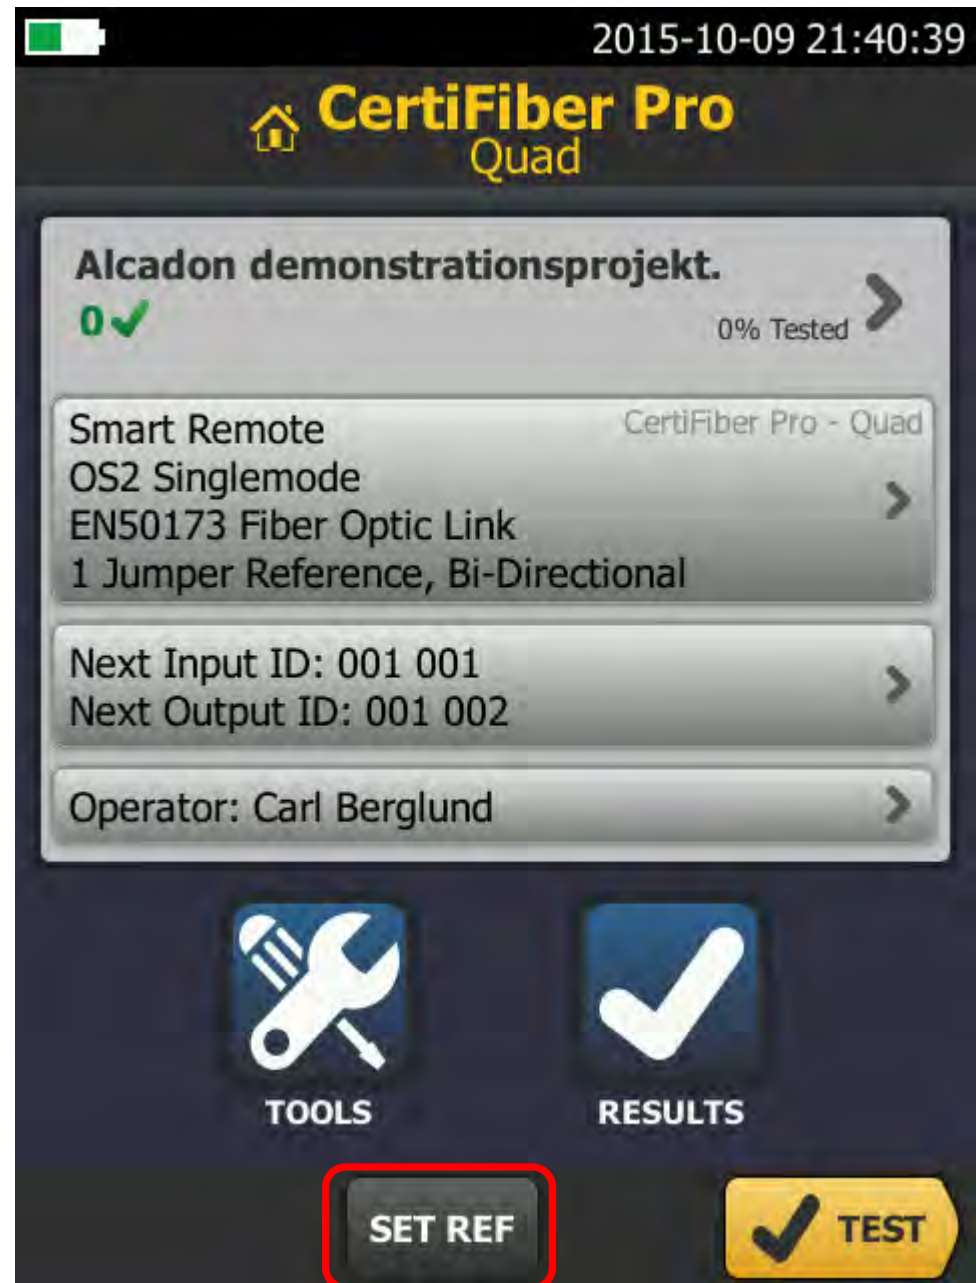 2015-10-09 21:40:39
CertiFiber Pro
Quad
Alcadon demonstrationsprojekt.
0
0% Tested
Smart Remote
CertiFiber Pro - Quad
OS2 Singlemode
EN50173 Fiber Optic Link
1 Jumper Reference, Bi-Directional
Next Input ID: 001 001
Next Output ID: 001 002
Operator: Carl Berglund
TOOLS
RESULTS
SET REF
TEST